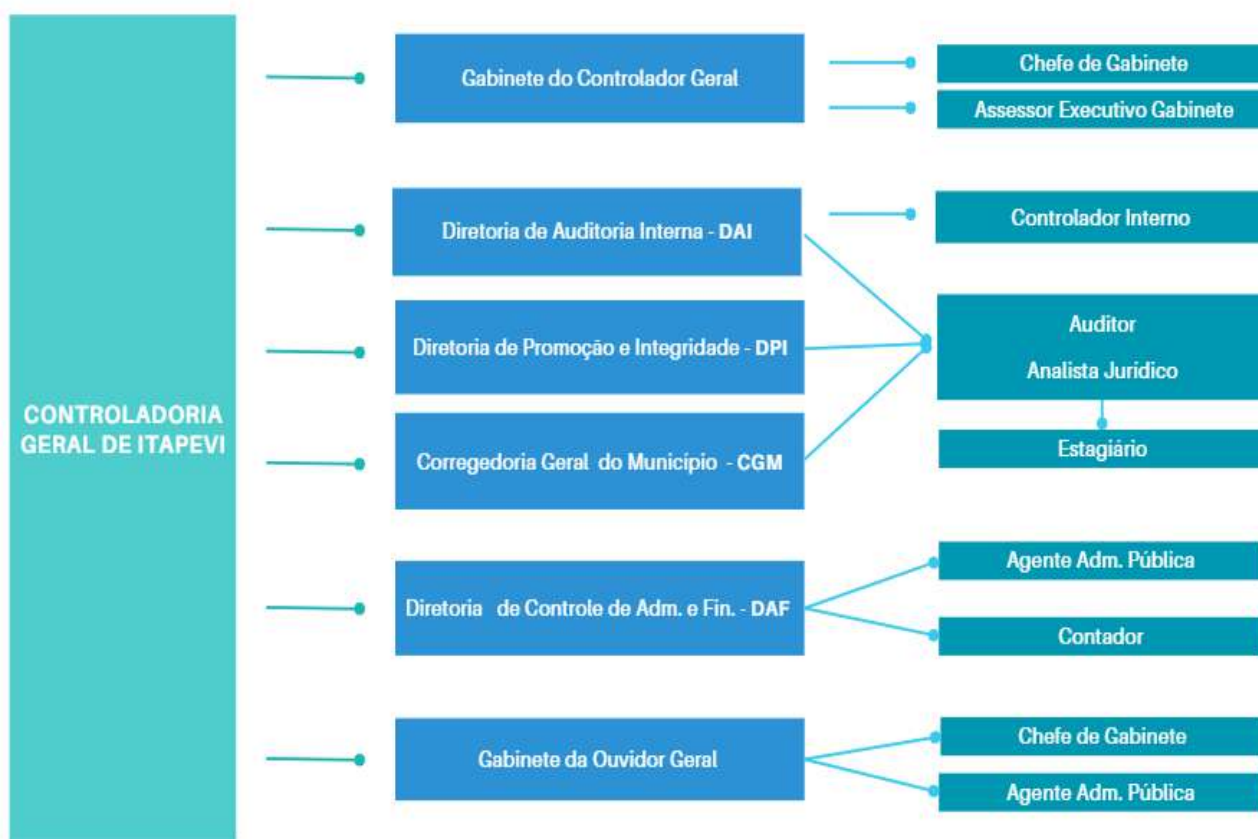 CONTROLADORIA
GERAL DE ITAPEVI
Gabinete do Controlador Geral
Chefe de Gabinete
Assessor Executivo Gabinete
Diretoria de Auditoria Interna - DAI
Controlador Interno
Diretoria de Promoção e Integridade - DPI
Corregedoria Geral do Município - CGM
Auditor
Analista Jurídico
Estagiário
Diretoria de Controle de Adm. e Fin. - DAF
Agente Adm. Pública
Contador
Gabinete da Ouvidor Geral
Chefe de Gabinete
Agente Adm. Pública